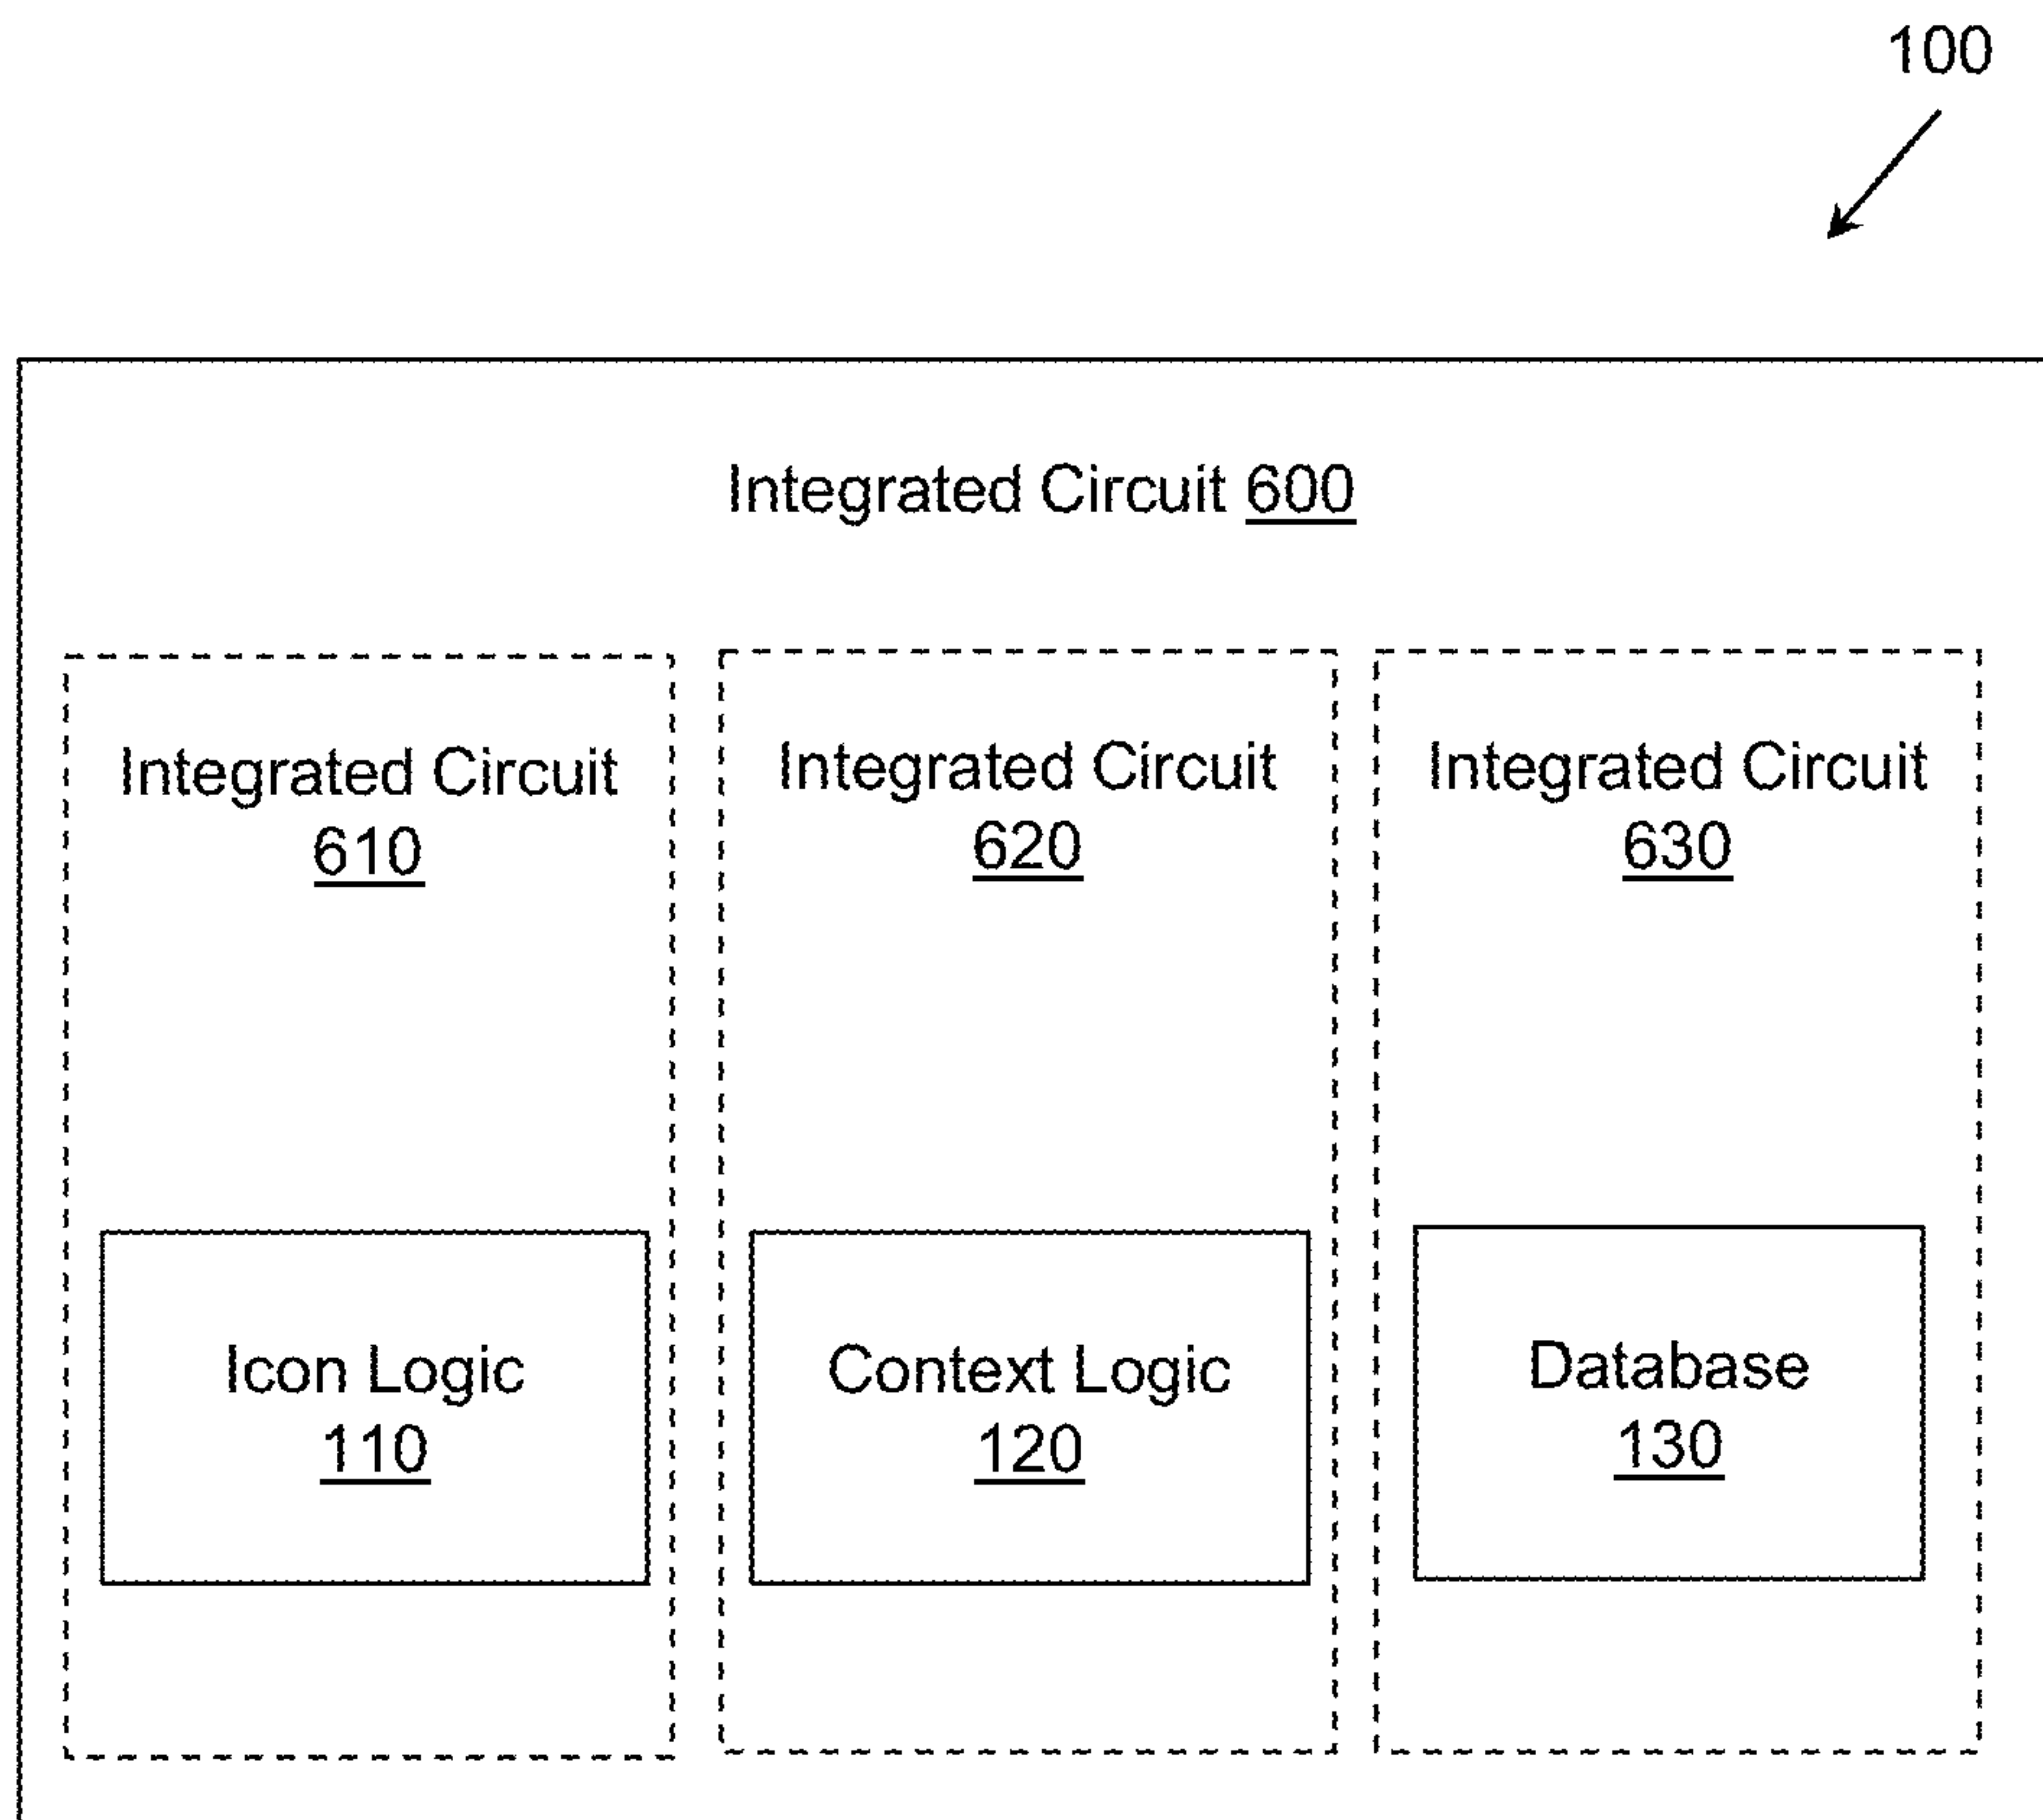 100
Integrated Circuit 600
Integrated Circuit
610
Integrated Circuit
620
Integrated Circuit
630
Icon Logic
110
Context Logic
120
Database
130